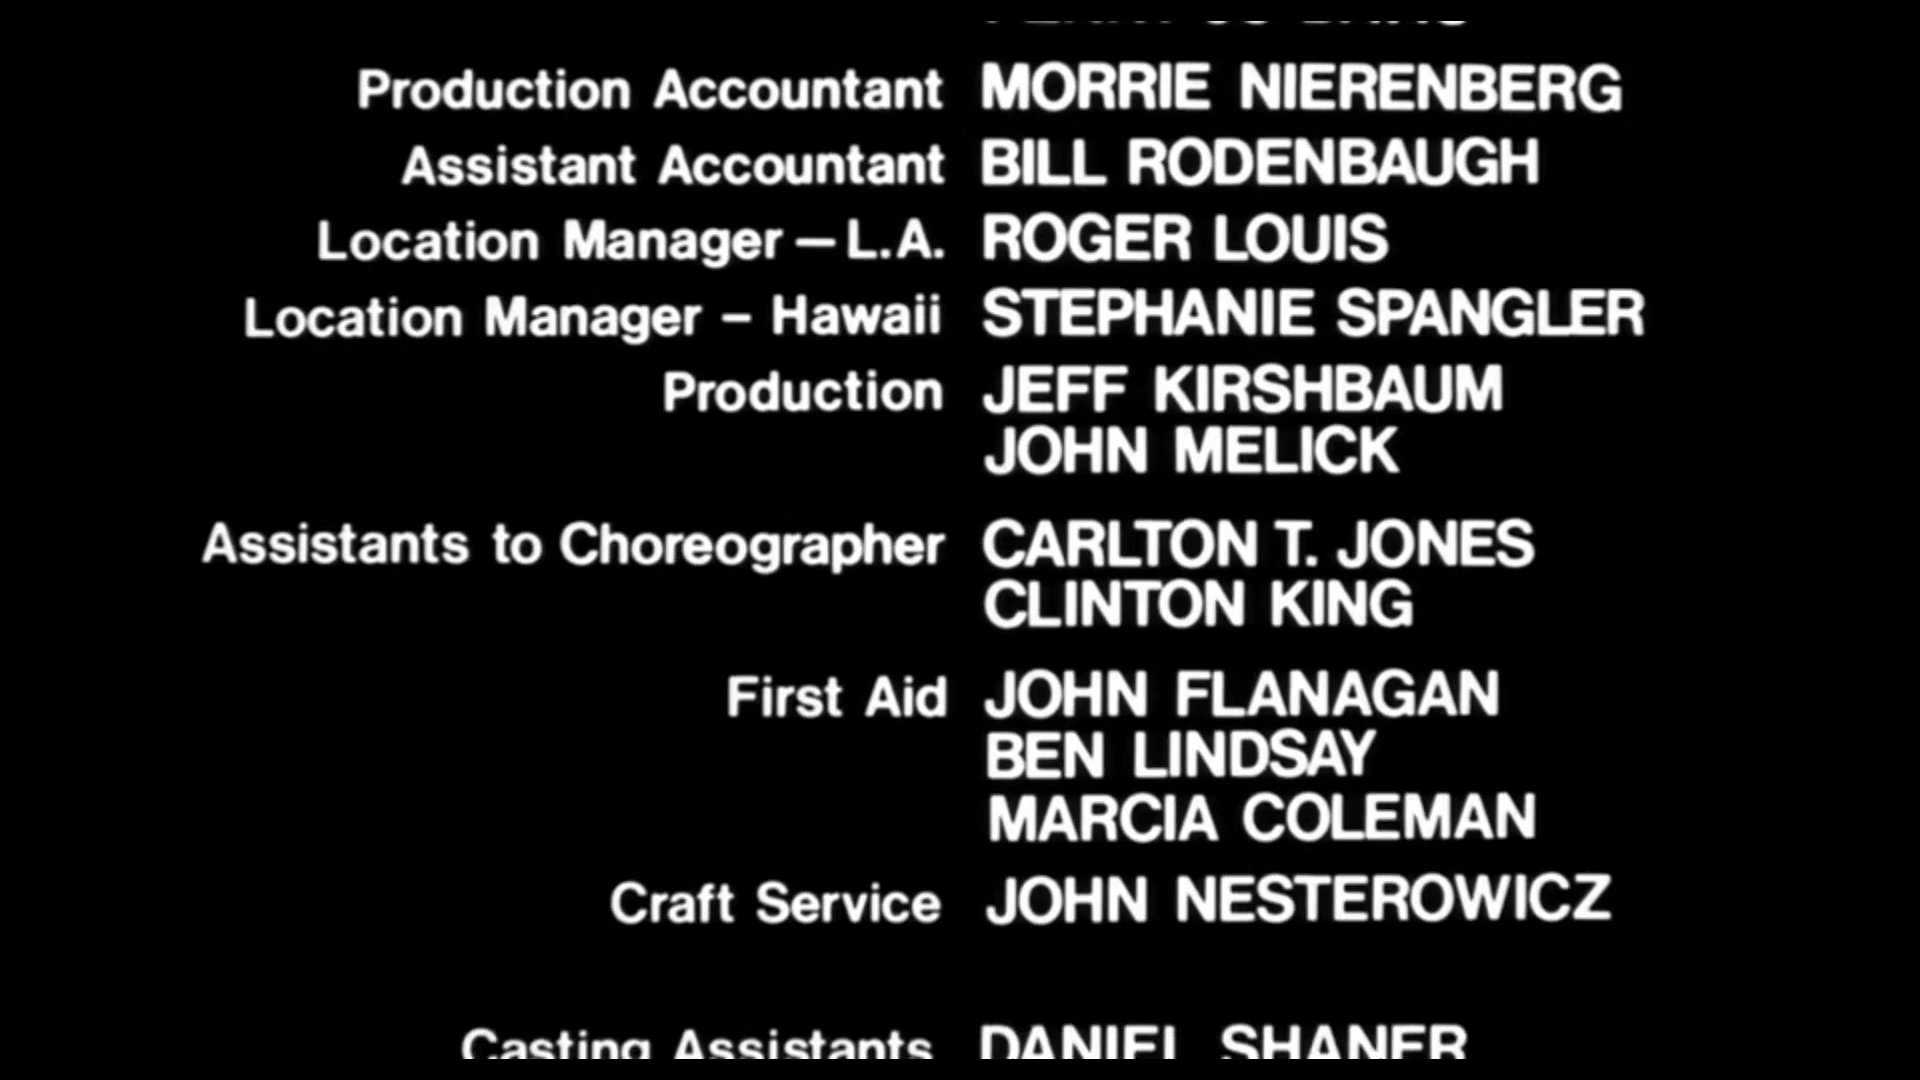 Production Accountant MORRIE NIERENBERG
Assistant Accountant BILL RODENBAUGH
Location Manager — L.A. ROGER LOUIS
Location Manager – Hawaii STEPHANIE SPANGLER
Production JEFF KIRSHBAUM
JOHN MELICK
Assistants to Choreographer CARLTON T. JONES
CLINTON KING
First Aid JOHN FLANAGAN
BEN LINDSAY
MARCIA COLEMAN
Craft Service JOHN NESTEROWICZ
Casting Assistants DANIEL SHANER